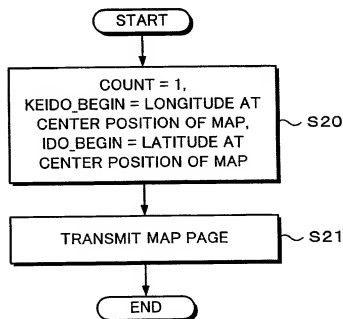 START
COUNT = 1,
KEIDO_BEGIN = LONGITUDE AT
CENTER POSITION OF MAP,
IDO_BEGIN = LATITUDE AT
CENTER POSITION OF MAP
S20
TRANSMIT MAP PAGE
S21
END